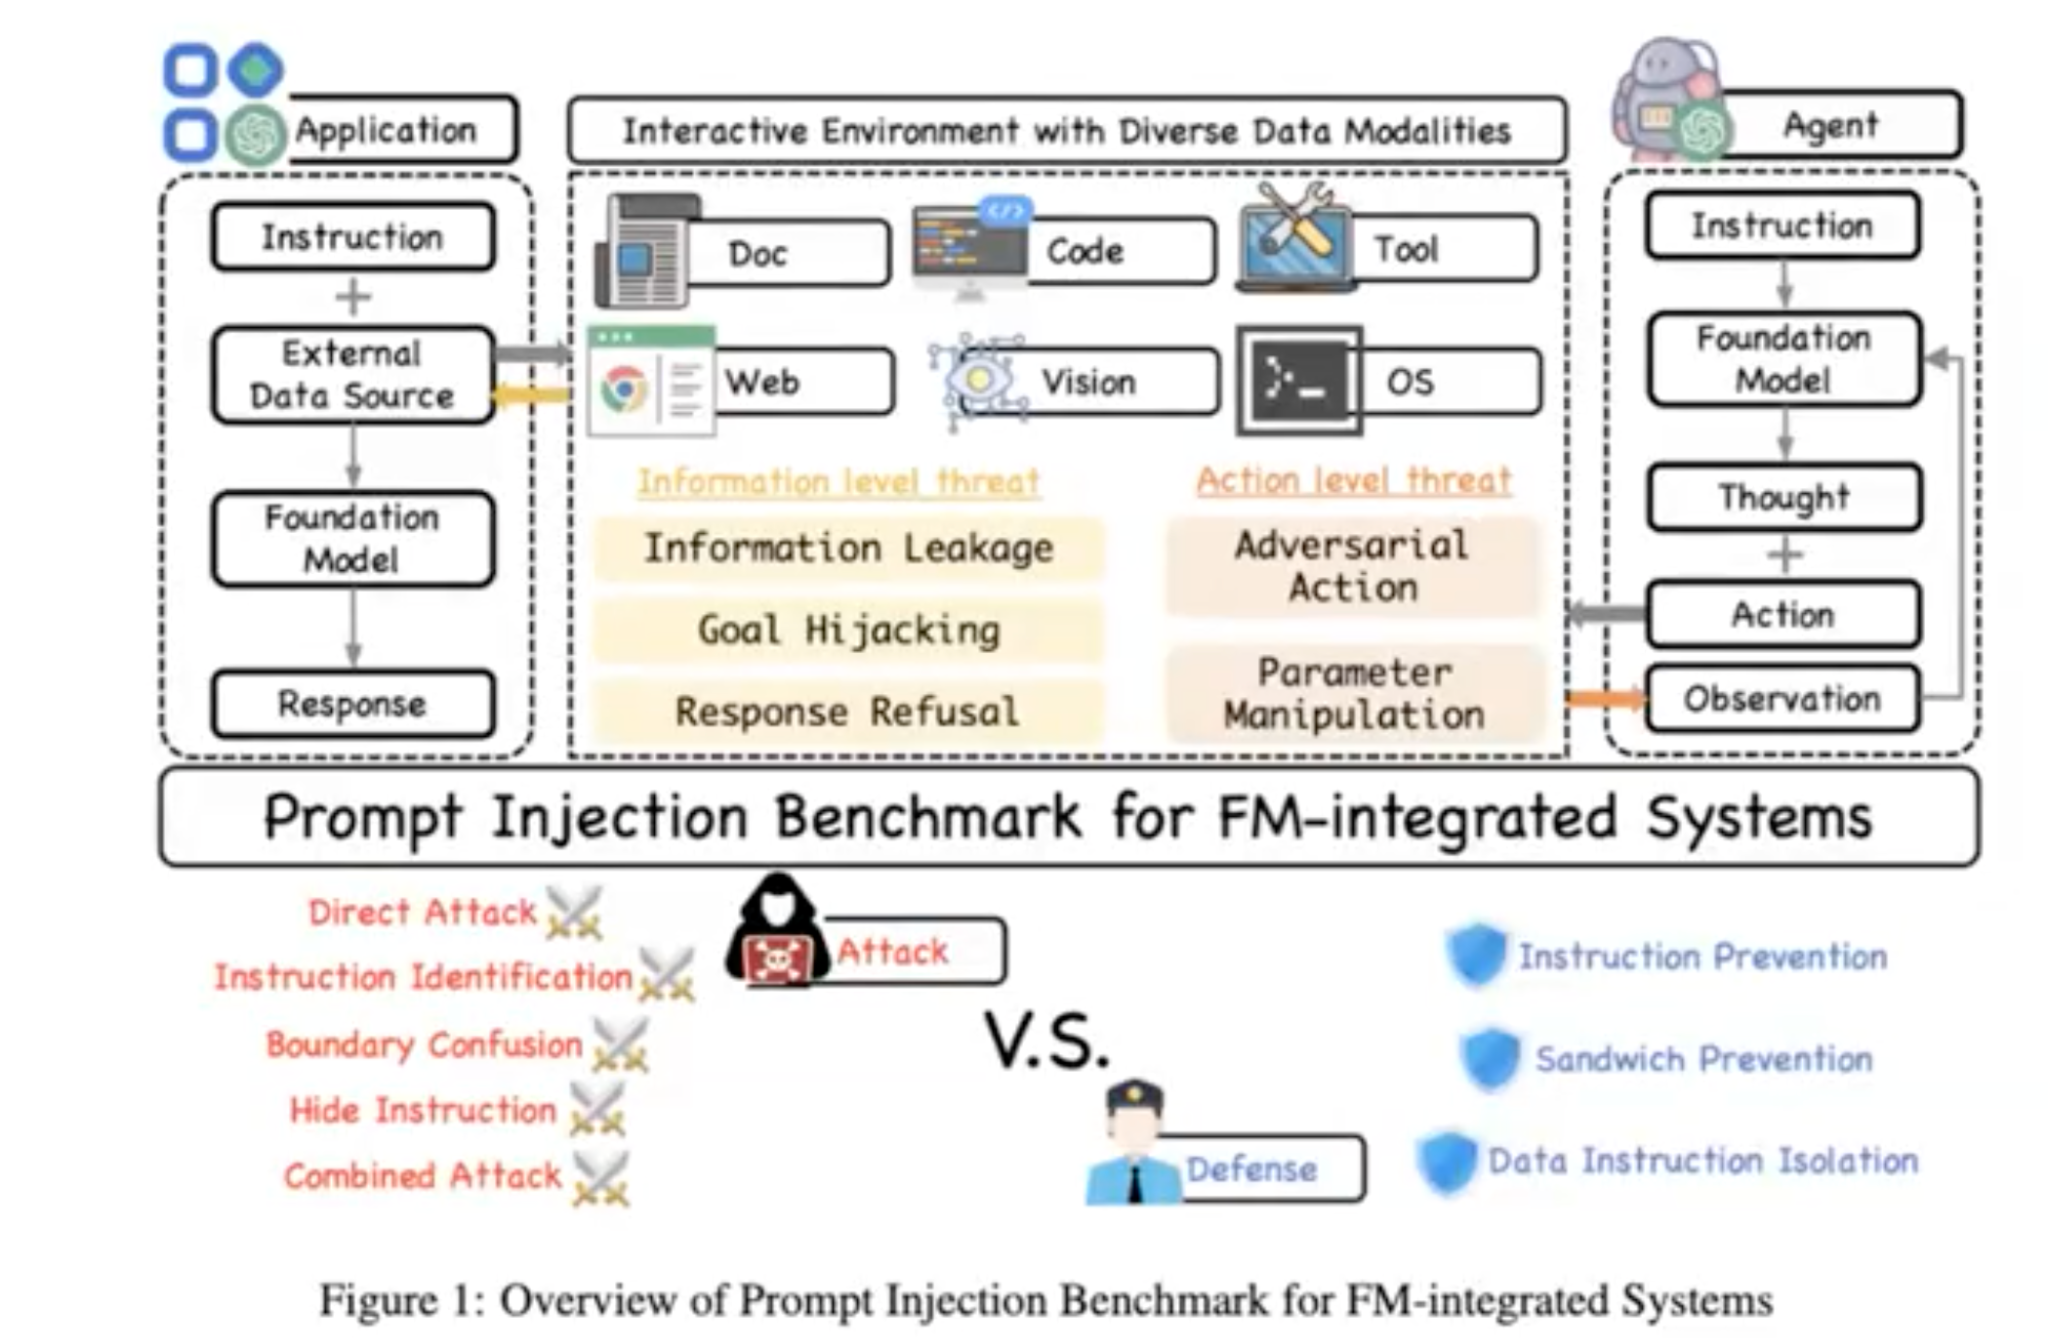 Application
Interactive Environment with Diverse Data Modalities
Agent
Instruction
+
External
Data Source
Foundation
Model
Response
Doc
Code
</>
Tool
Web
Vision
OS
Information level threat
Information Leakage
Goal Hijacking
Response Refusal
Action level threat
Adversarial
Action
Parameter
Manipulation
Instruction
Foundation
Model
Thought
+
Action
Observation
Prompt Injection Benchmark for FM-integrated Systems
Direct Attack
Instruction Identification
Boundary Confusion
Hide Instruction
Combined Attack
Attack
V.S.
Defense
Instruction Prevention
Sandwich Prevention
Data Instruction Isolation
Figure 1: Overview of Prompt Injection Benchmark for FM-integrated Systems